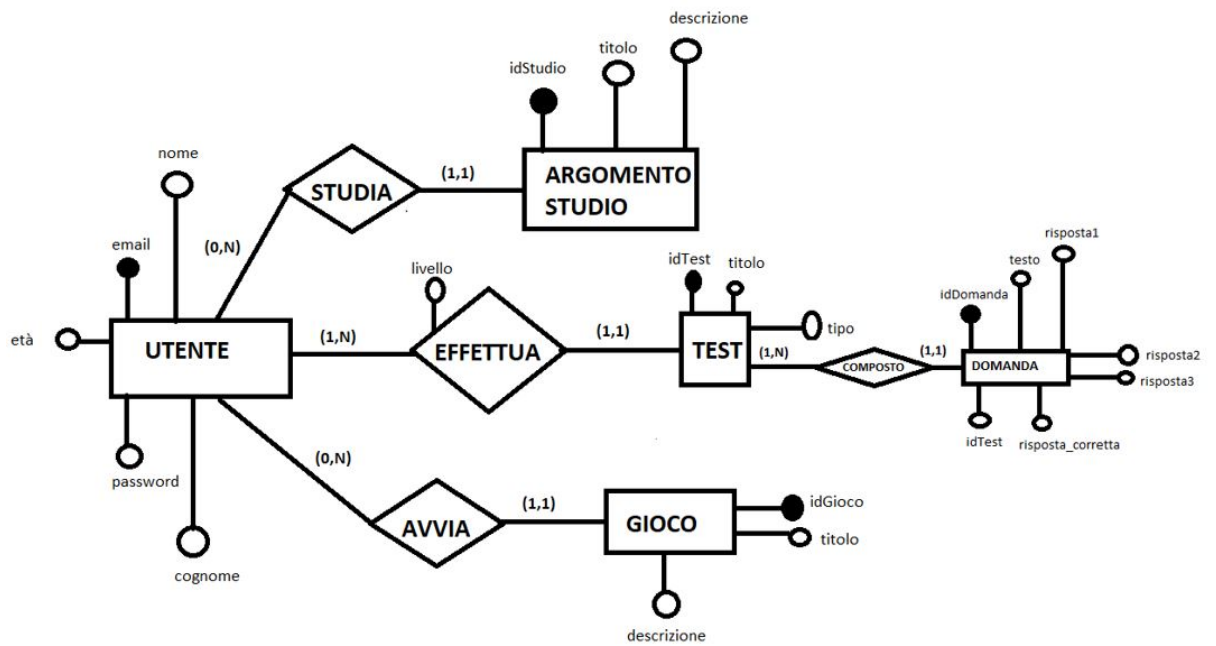 descrizione
titolo
idStudio
nome
STUDIA
(1,1)
ARGOMENTO
STUDIO
email
(0,N)
livello
idTest
titolo
risposta1
testo
idDomanda
età
UTENTE
(1,N)
EFFETTUA
(1,1)
TEST
tipo
(1,N)
COMPOSTO
(1,1)
DOMANDA
risposta2
risposta3
idTest
risposta_corretta
password
(0,N)
cognome
AVVIA
(1,1)
GIOCO
idGioco
titolo
descrizione